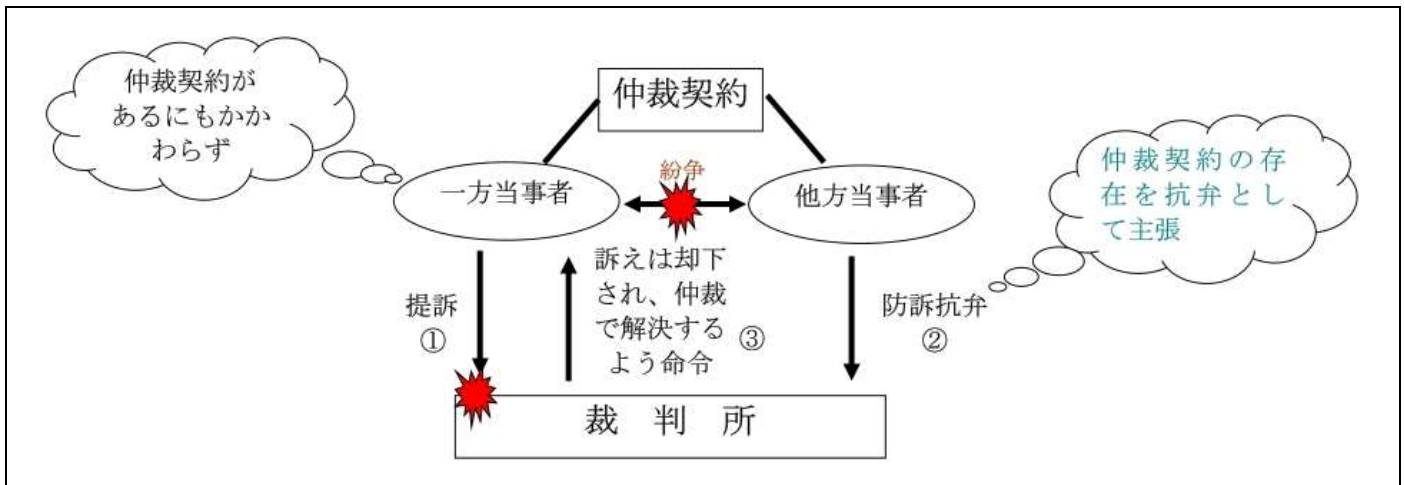 仲裁契約が
あるにもかか
わらず
仲裁契約
仲裁契約の存
在を抗弁とし
て主張
一方当事者
紛争
他方当事者
提訴
①
訴えは却下
され、仲裁
で解決する
よう命令
③
防訴抗弁
②
裁 判 所